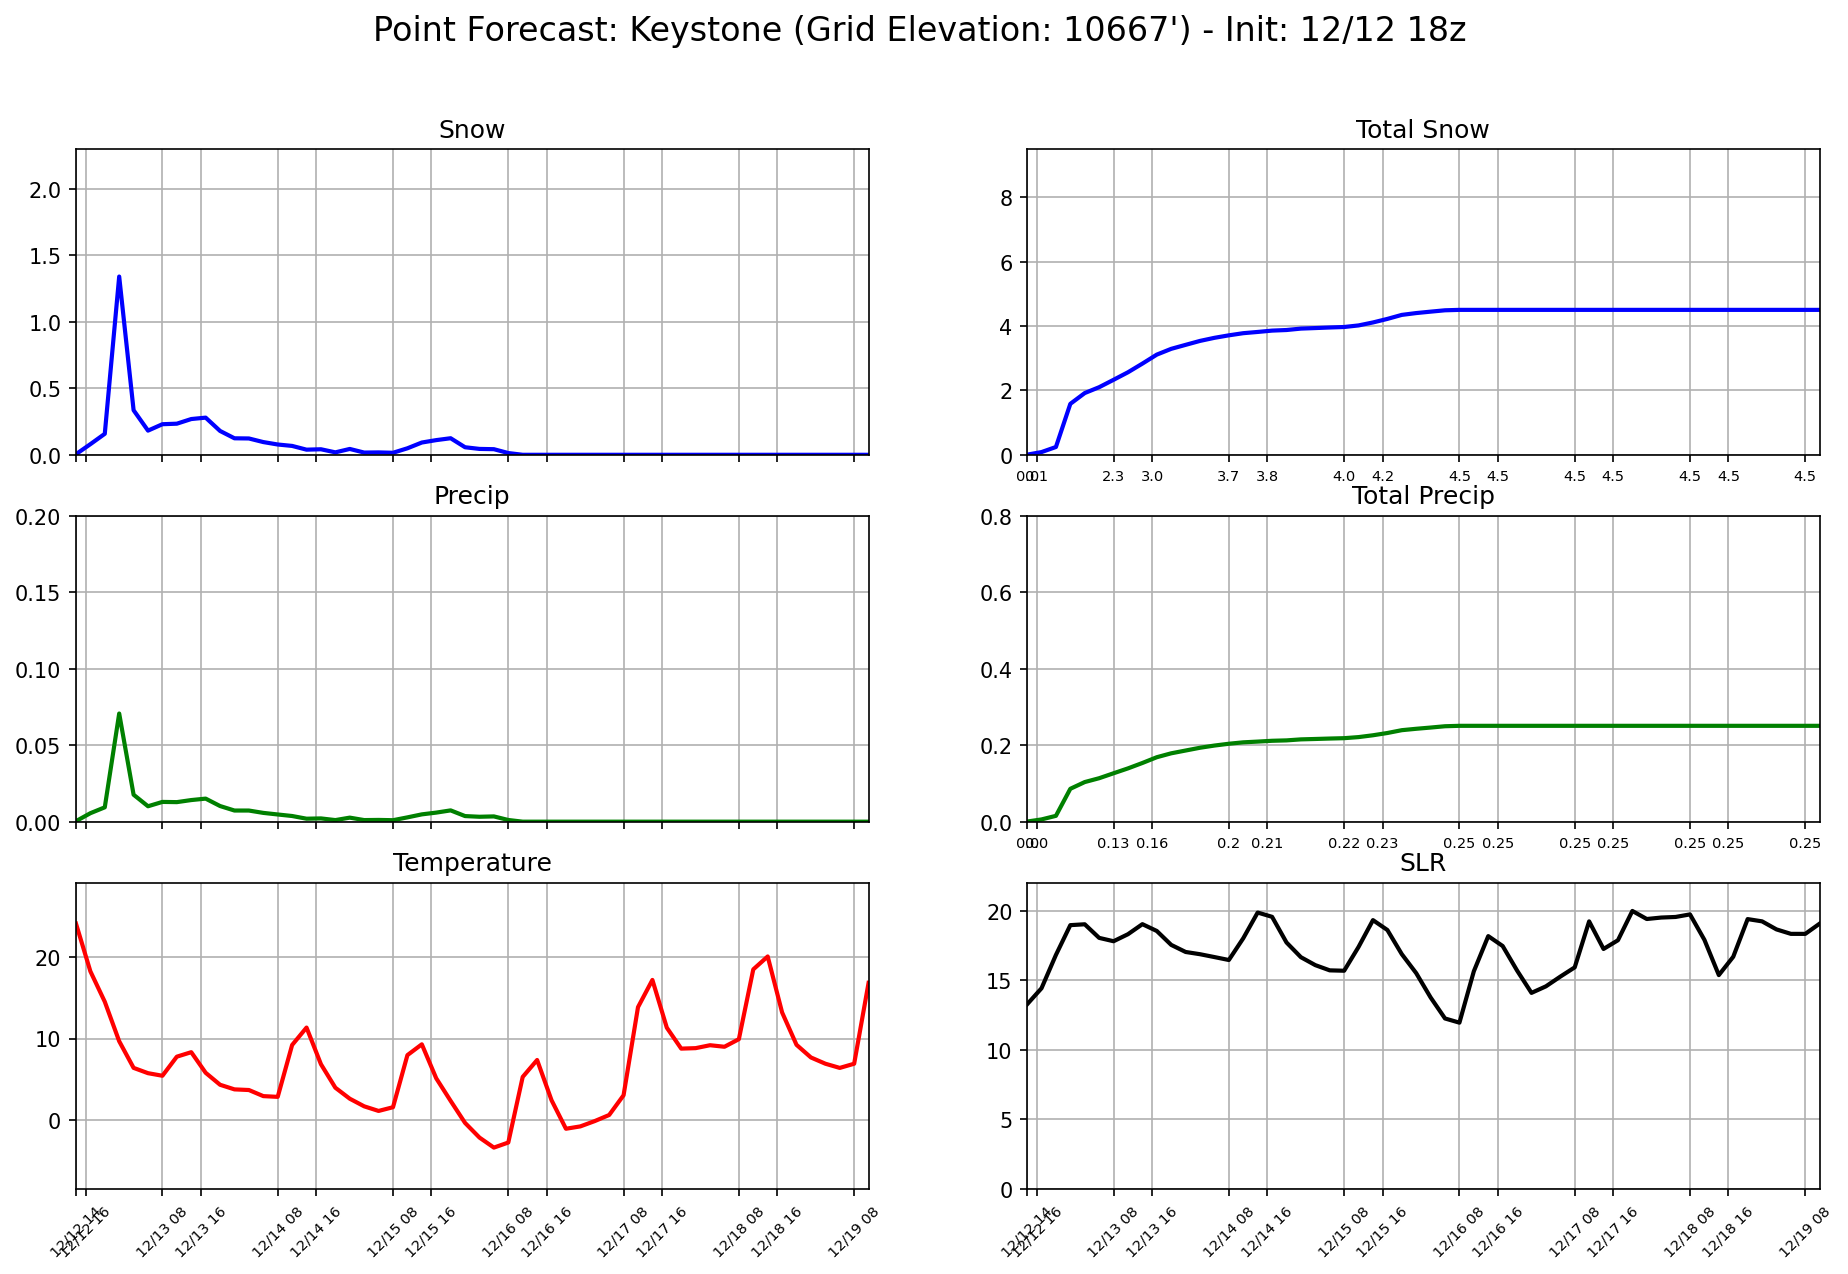 Point Forecast: Keystone (Grid Elevation: 10667') - Init: 12/12 18z
Snow
2.0
1.5
1.0
0.5
0.0
Total Snow
8
6
4
2
0
2.3 3.0 3.7 3.8 4.0 4.2 4.5 4.5 4.5 4.5 4.5 4.5 4.5
Precip
0.20
0.15
0.10
0.05
0.00
Total Precip
0.8
0.6
0.4
0.2
0.0
0.13 0.16 0.2 0.21 0.22 0.23 0.25 0.25 0.25 0.25 0.25 0.25 0.25
Temperature
20
10
0
12/12 16 12/13 08 12/13 16 12/14 08 12/14 16 12/15 08 12/15 16 12/16 08 12/16 16 12/17 08 12/17 16 12/18 08 12/18 16 12/19 08
SLR
20
15
10
5
0
12/12 16 12/13 08 12/13 16 12/14 08 12/14 16 12/15 08 12/15 16 12/16 08 12/16 16 12/17 08 12/17 16 12/18 08 12/18 16 12/19 08